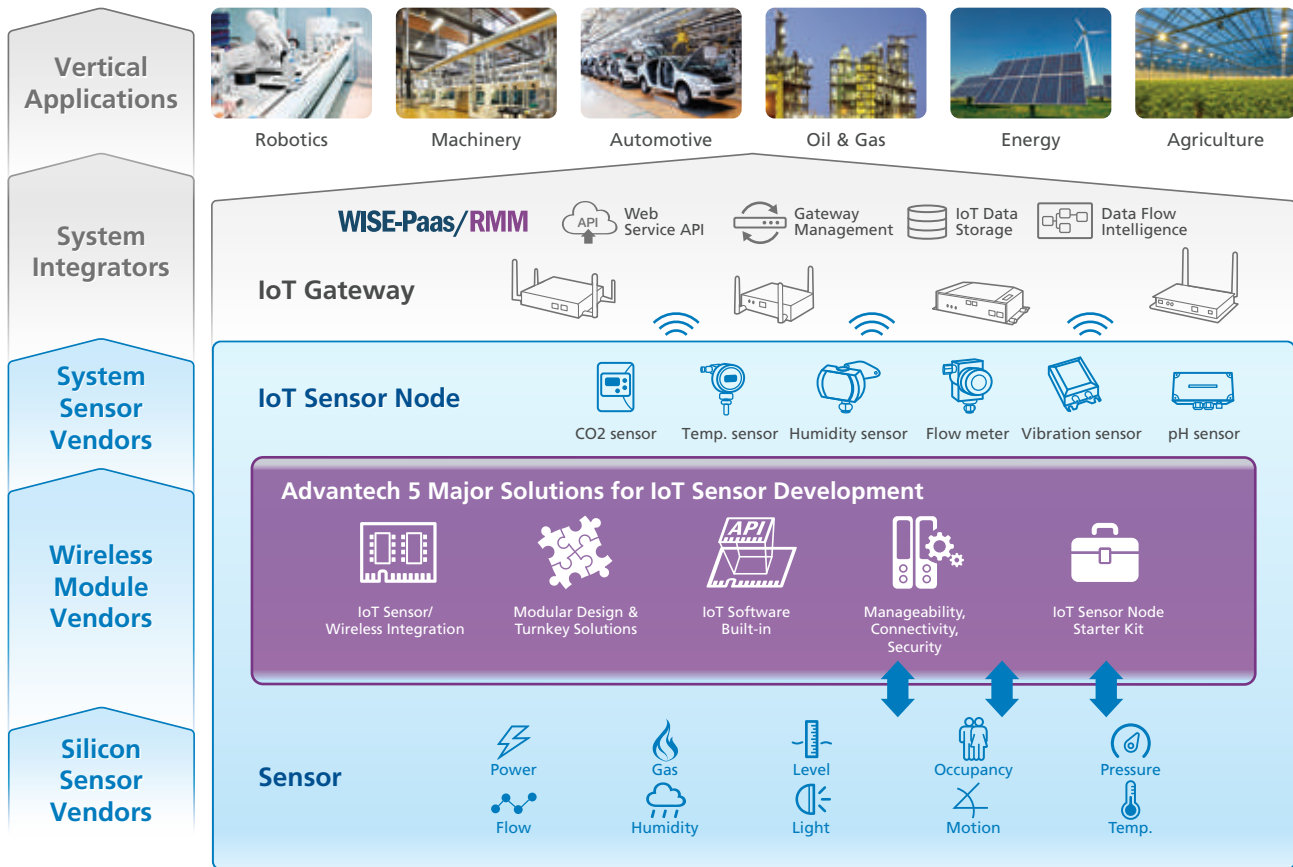 Vertical
Applications
Robotics
Machinery
Automotive
Oil & Gas
Energy
Agriculture
System
Integrators
WISE-Paas/RMM
API
Web
Service API
Gateway
Management
IoT Data
Storage
Data Flow
Intelligence
IoT Gateway
System
Sensor
Vendors
IoT Sensor Node
CO2 sensor
Temp. sensor
Humidity sensor
Flow meter
Vibration sensor
pH sensor
Wireless
Module
Vendors
Advantech 5 Major Solutions for IoT Sensor Development
API
IoT Sensor/
Wireless Integration
Modular Design &
Turnkey Solutions
IoT Software
Built-in
Manageability,
Connectivity,
Security
IoT Sensor Node
Starter Kit
Silicon
Sensor
Vendors
Sensor
Power
Gas
Level
Occupancy
Pressure
Flow
Humidity
Light
Motion
Temp.